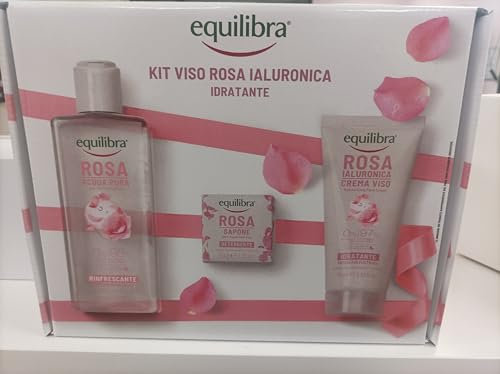 equilibra®
KIT VISO ROSA IALURONICA
IDRATANTE
equilibra®
ROSA
ACQUA PURA
RINFRESCANTE
equilibra®
ROSA
SAPONE
DETERGENTE
equilibra®
ROSA
IALURONICA
CREMA VISO
IDRATANTE